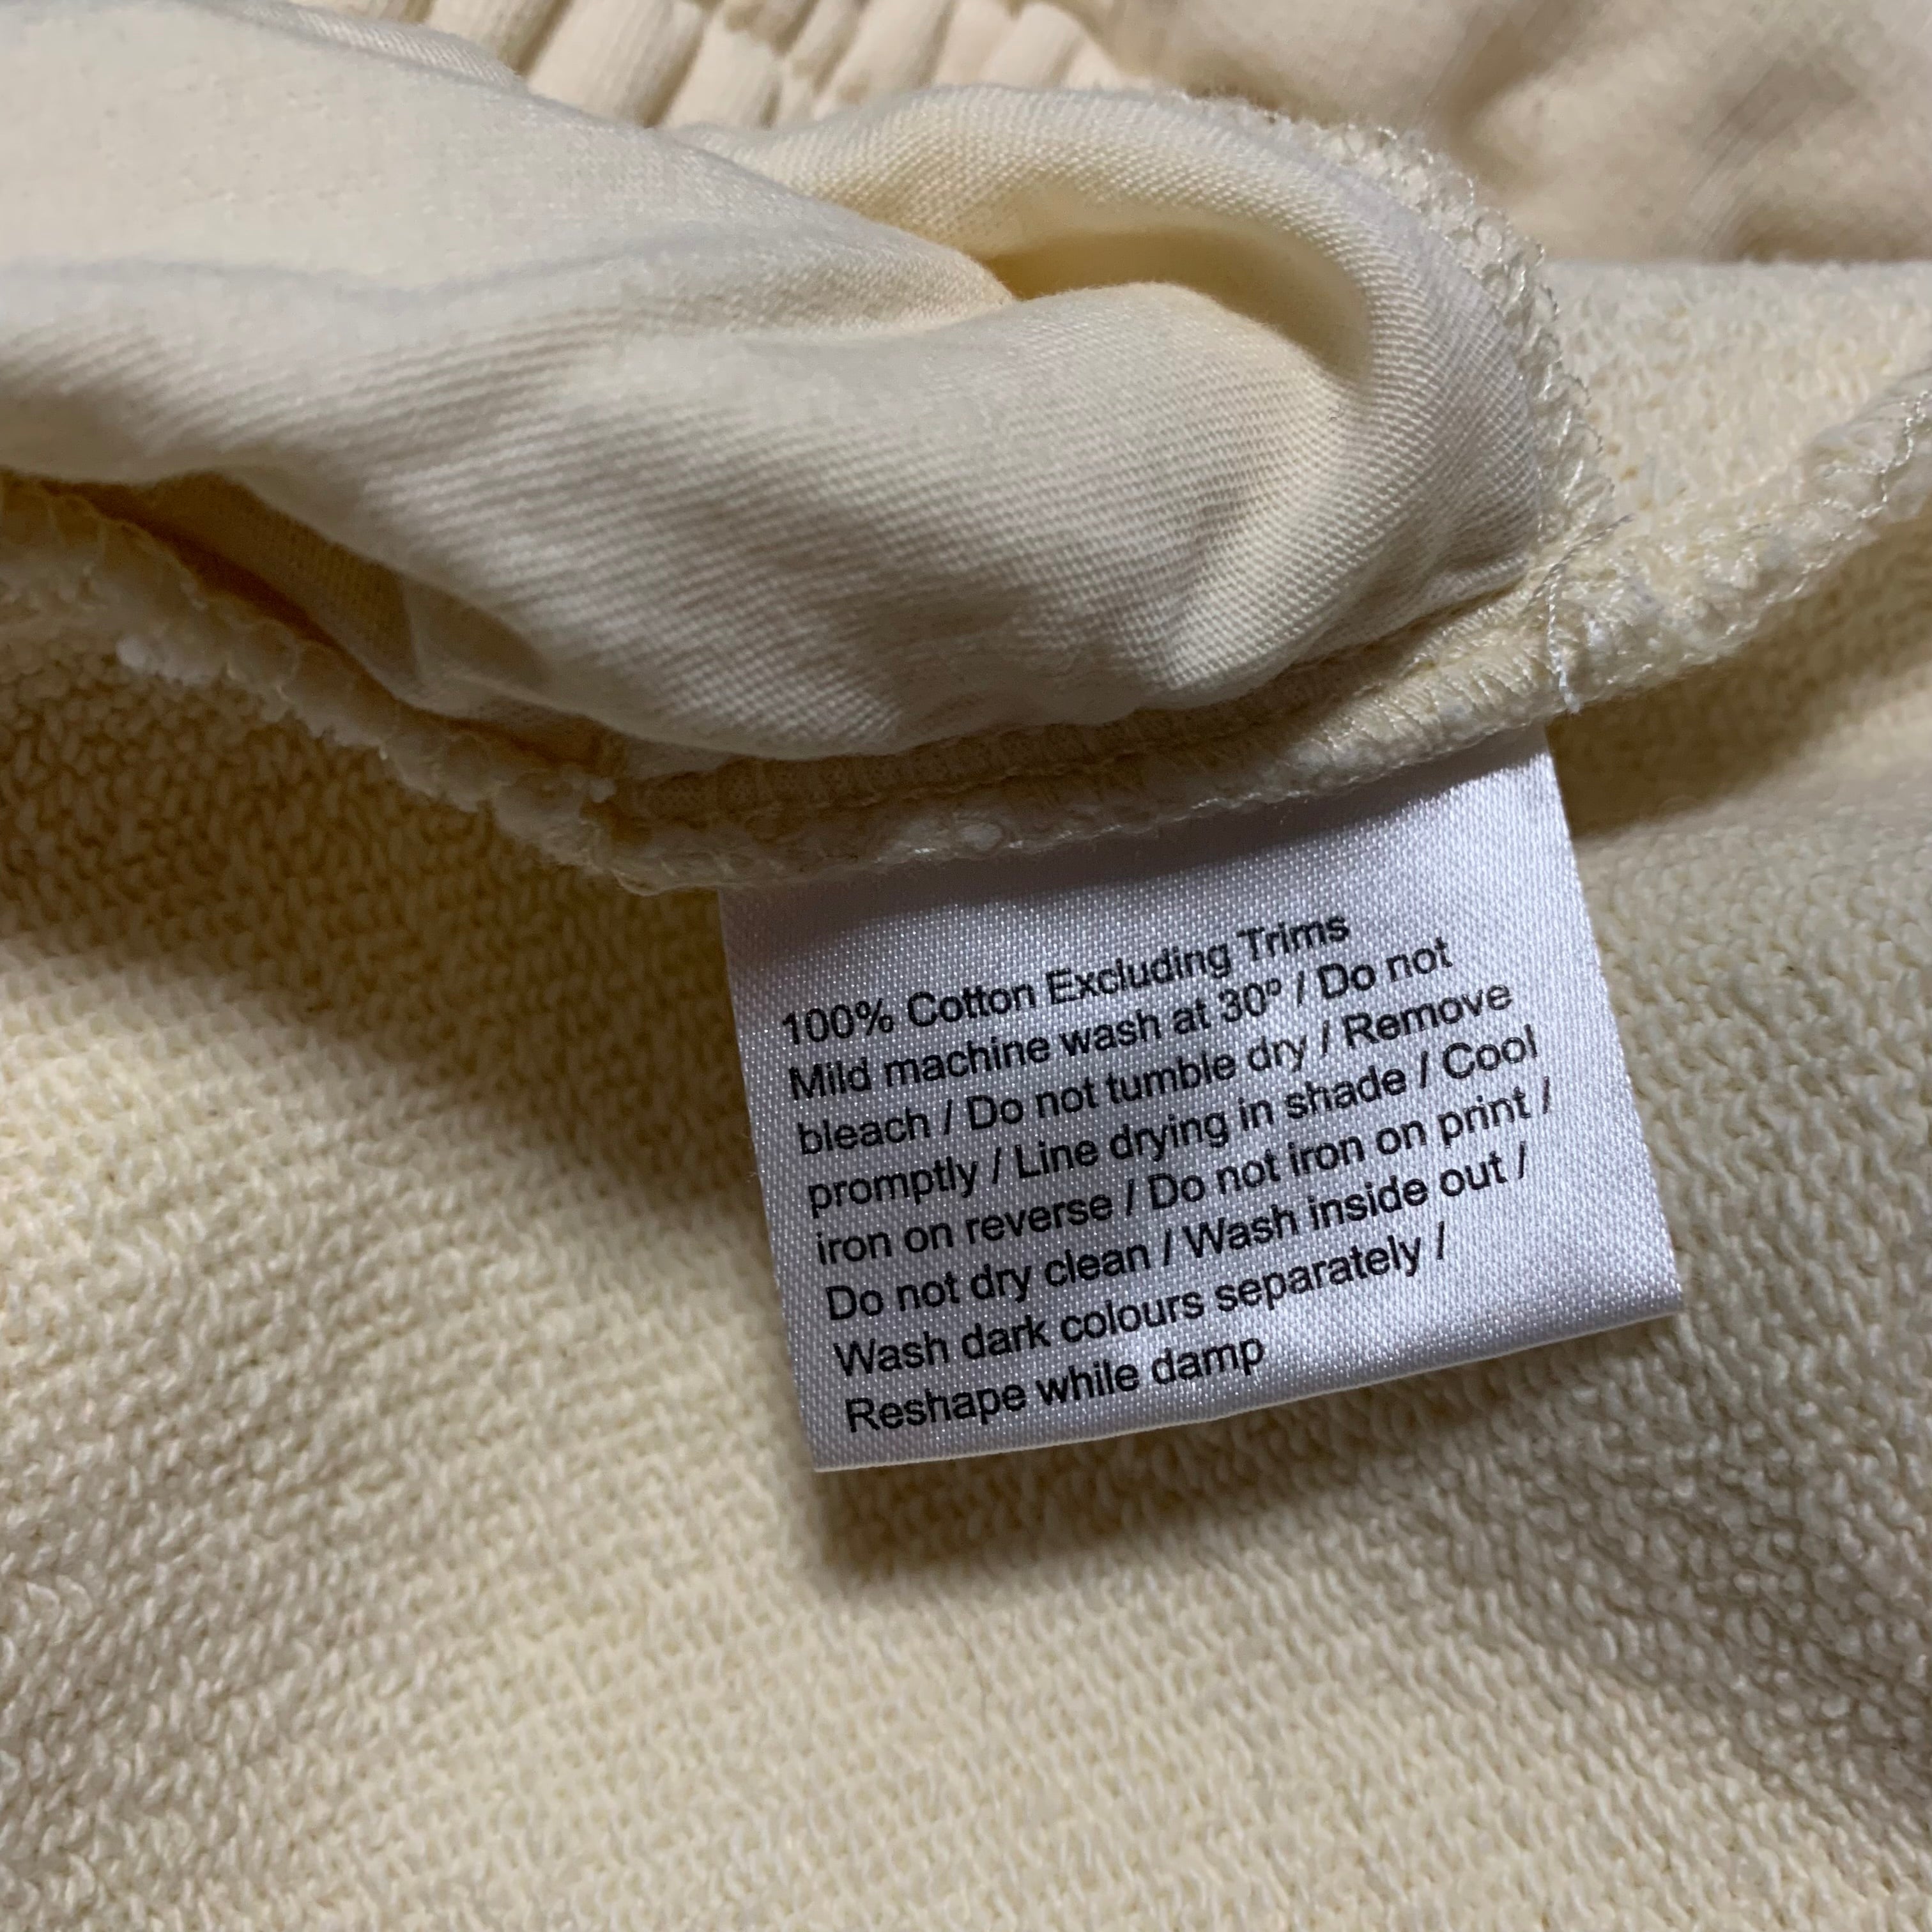 100% Cotton Excluding Trims
Mild machine wash at 30° / Do not
bleach / Do not tumble dry / Remove
promptly / Line drying in shade / Cool
iron on reverse / Do not iron on print /
Do not dry clean / Wash inside out /
Wash dark colours separately /
Reshape while damp